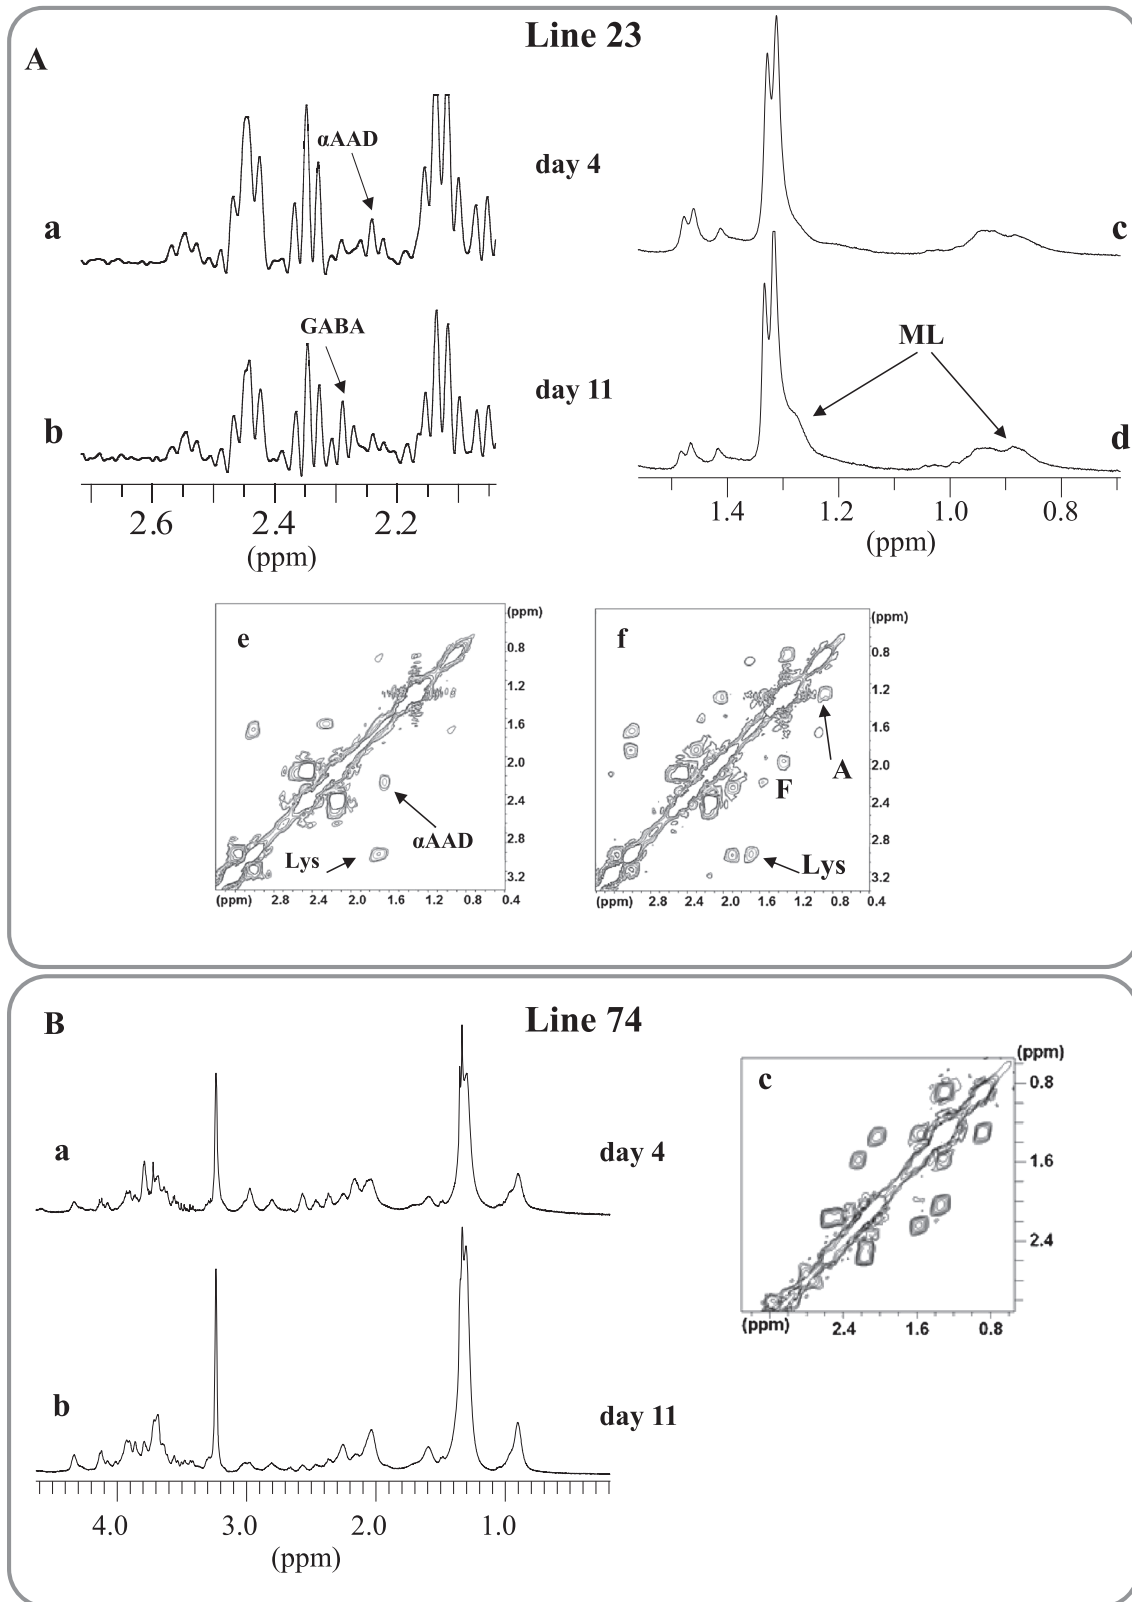 Line 23
A
αAAD
a
day 4
c
GABA
ML
b
day 11
d
2.6 2.4 2.2
(ppm)
1.4 1.2 1.0 0.8
(ppm)
e
(ppm)
0.8
1.2
1.6
2.0
2.4
2.8
3.2
αAAD
Lys
(ppm) 2.8 2.4 2.0 1.6 1.2 0.8 0.4
f
(ppm)
0.8
1.2
1.6
2.0
2.4
2.8
3.2
A
F
Lys
(ppm) 2.8 2.4 2.0 1.6 1.2 0.8 0.4
B
Line 74
a
day 4
c
(ppm)
0.8
1.6
2.4
(ppm) 2.4 1.6 0.8
b
day 11
4.0 3.0 2.0 1.0
(ppm)